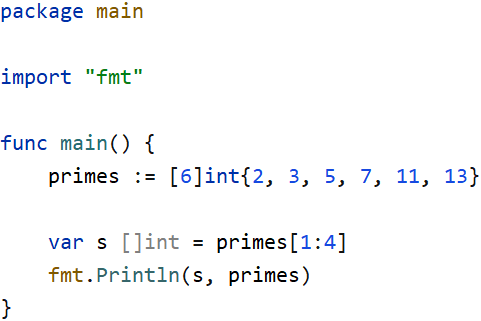 package main

import "fmt"

func main() {
    primes := [6]int{2, 3, 5, 7, 11, 13}

    var s []int = primes[1:4]
    fmt.Println(s, primes)
}